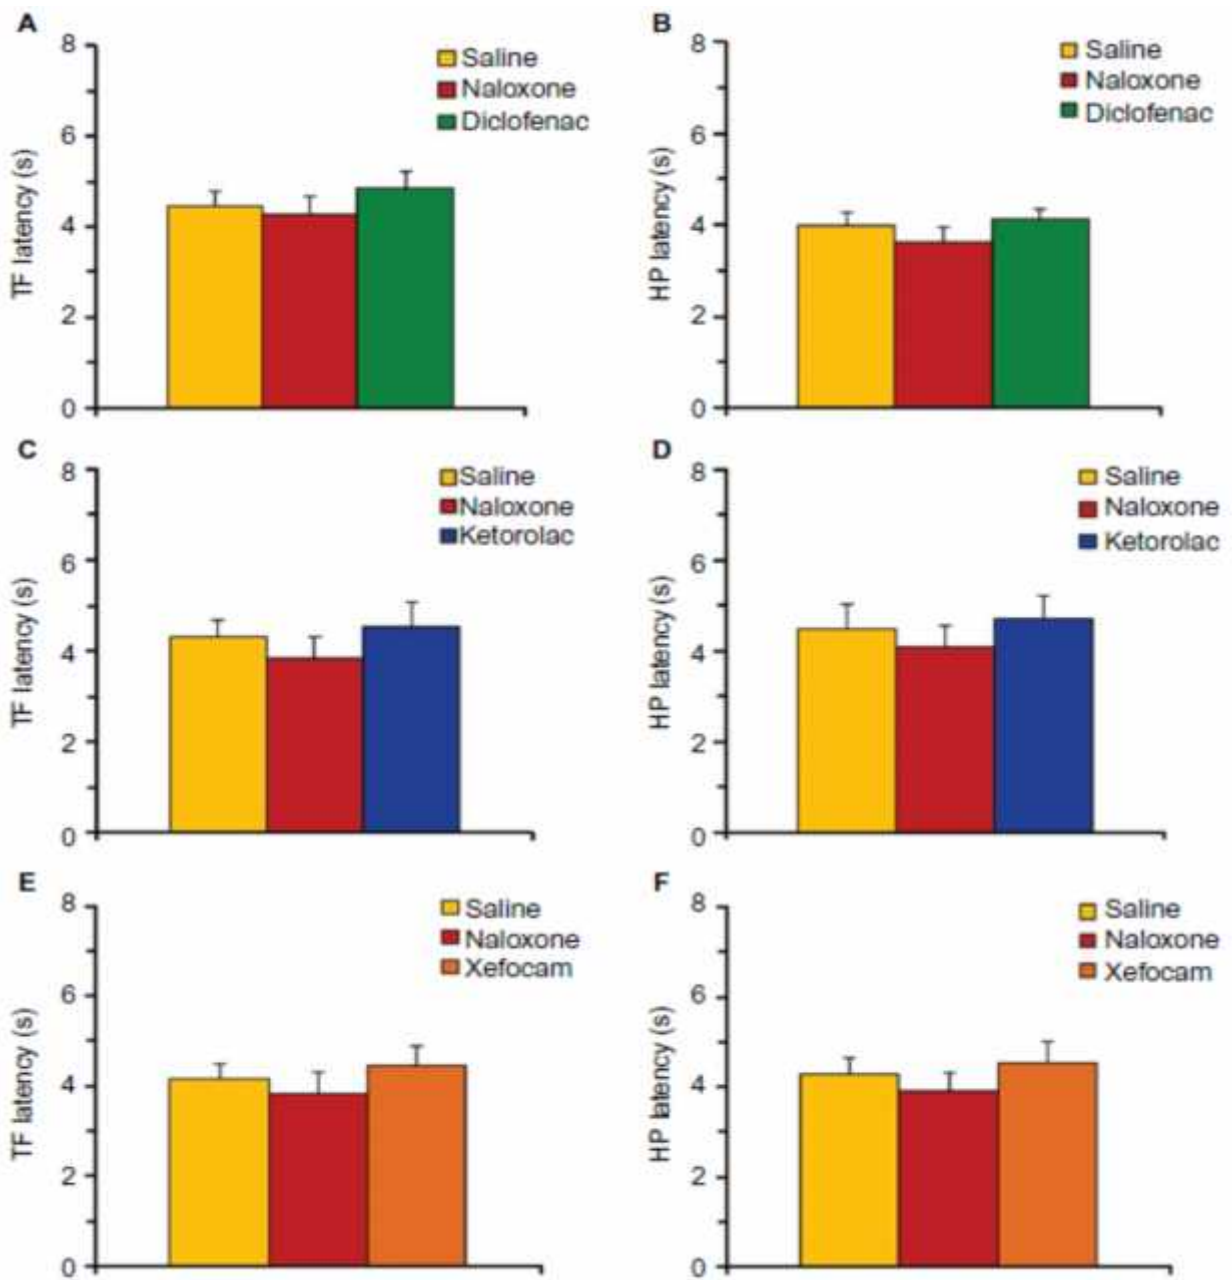 A
8
6
4
2
0
TF latency (s)
Saline
Naloxone
Diclofenac
B
8
6
4
2
0
HP latency (s)
Saline
Naloxone
Diclofenac
C
8
6
4
2
0
TF latency (s)
Saline
Naloxone
Ketorolac
D
8
6
4
2
0
HP latency (s)
Saline
Naloxone
Ketorolac
E
8
6
4
2
0
TF latency (s)
Saline
Naloxone
Xefocam
F
8
6
4
2
0
HP latency (s)
Saline
Naloxone
Xefocam